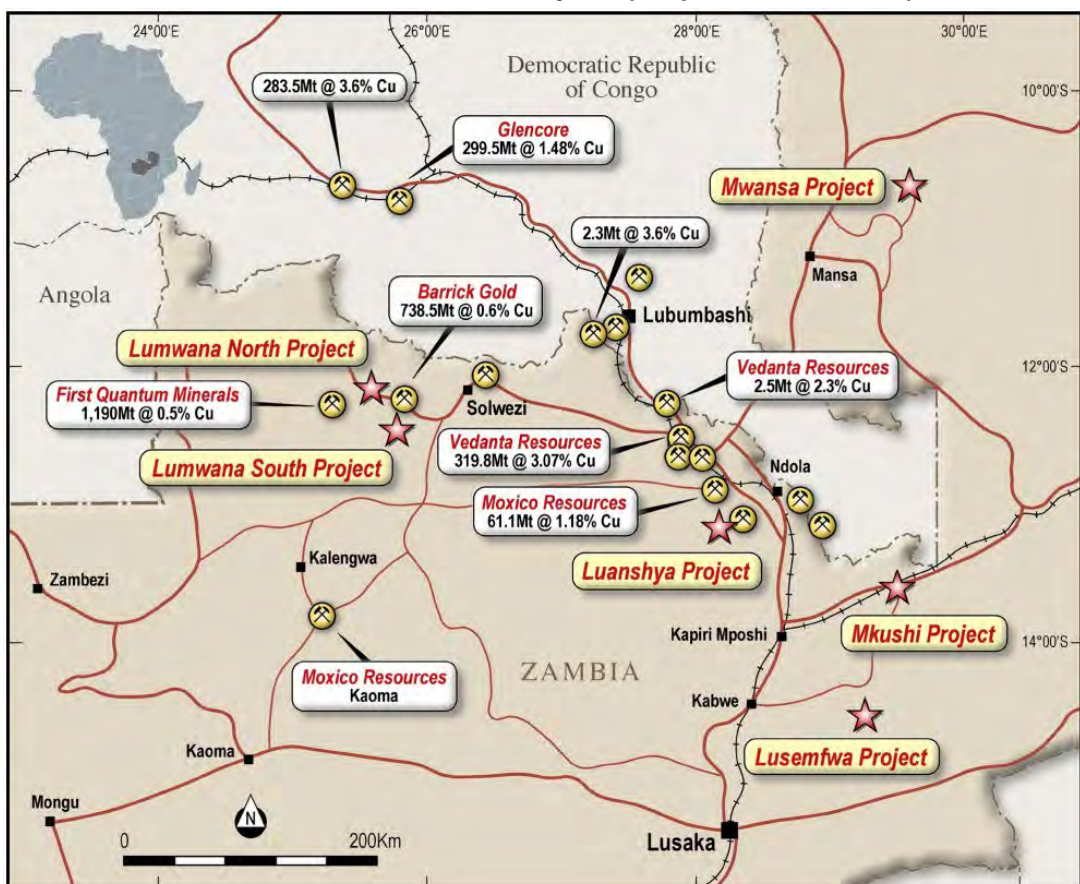 24°00'E
26°00'E
28°00'E
30°00'E
Democratic Republic
of Congo
283.5Mt @ 3.6% Cu
10°00'S
Glencore
299.5Mt @ 1.48% Cu
Mwansa Project
2.3Mt @ 3.6% Cu
Mansa
Angola
Barrick Gold
738.5Mt @ 0.6% Cu
Lubumbashi
Lumwana North Project
12°00'S
Vedanta Resources
2.5Mt @ 2.3% Cu
First Quantum Minerals
1,190Mt @ 0.5% Cu
Solwezi
Vedanta Resources
319.8Mt @ 3.07% Cu
Lumwana South Project
Ndola
Moxico Resources
61.1Mt @ 1.18% Cu
Kalengwa
Luanshya Project
Zambezi
Kapiri Mposhi
Mkushi Project
14°00'S
ZAMBIA
Moxico Resources
Kaoma
Kabwe
Kaoma
Lusemfwa Project
Mongu
N
0
200Km
Lusaka